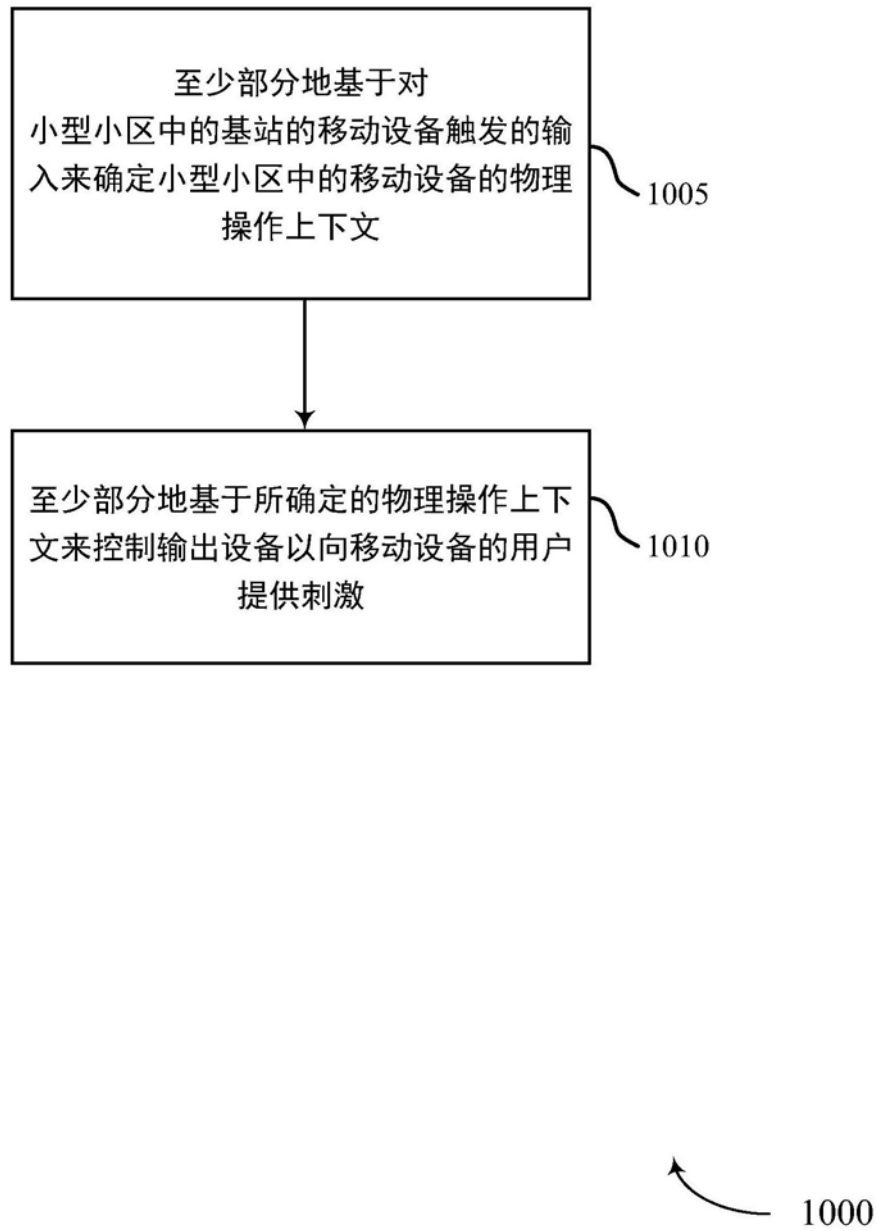 至少部分地基于对
小型小区中的基站的移动设备触发的输
入来确定小型小区中的移动设备的物理
操作上下文
1005
至少部分地基于所确定的物理操作上下
文来控制输出设备以向移动设备的用户
提供刺激
1010
1000